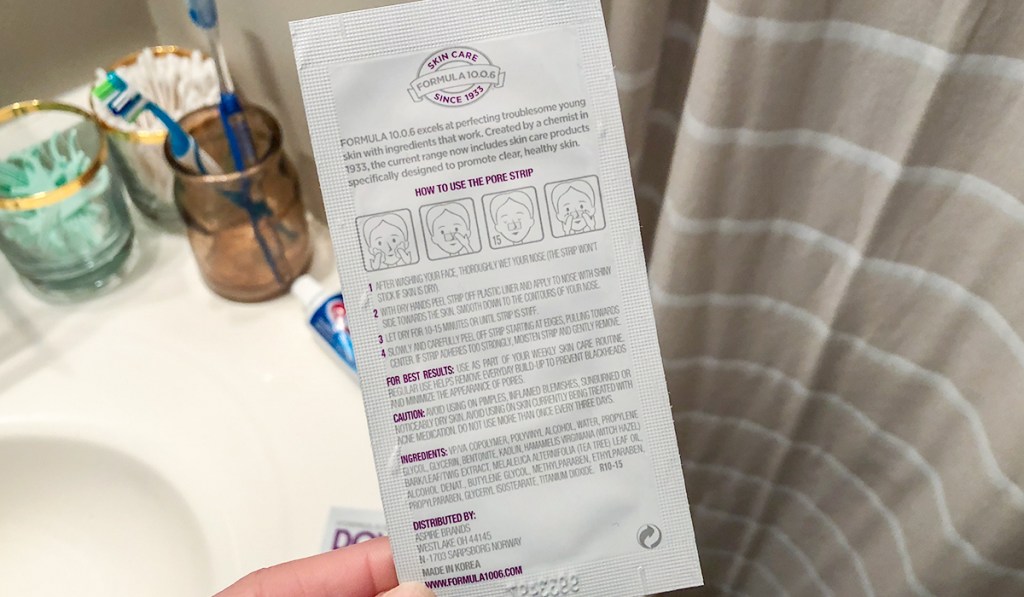 SKIN CARE
FORMULA 10.0.6
SINCE 1933
FORMULA 10.0.6 excels at perfecting troublesome young
skin with ingredients that work. Created by a chemist in
1933, the current range now includes skin care products
specifically designed to promote clear, healthy skin.
HOW TO USE THE PORE STRIP
15
1 AFTER WASHING YOUR FACE, THOROUGHLY WET YOUR NOSE (THE STRIP WON'T
STICK IF SKIN IS DRY).
2 WITH DRY HANDS PEEL STRIP OFF PLASTIC LINER AND APPLY TO NOSE WITH SHINY
SIDE TOWARDS THE SKIN. SMOOTH DOWN TO THE CONTOURS OF YOUR NOSE.
3 LET DRY FOR 10-15 MINUTES OR UNTIL STRIP IS STIFF.
4 SLOWLY AND CAREFULLY PEEL OFF STRIP STARTING AT EDGES, PULLING TOWARDS
CENTER. IF STRIP ADHERES TOO STRONGLY, MOISTEN STRIP AND GENTLY REMOVE.
FOR BEST RESULTS: USE AS PART OF YOUR WEEKLY SKIN CARE ROUTINE.
REGULAR USE HELPS REMOVE EVERYDAY BUILD-UP TO PREVENT BLACKHEADS
AND MINIMIZE THE APPEARANCE OF PORES.
CAUTION: AVOID USING ON PIMPLES, INFLAMED BLEMISHES, SUNBURNED OR
NOTICEABLY DRY SKIN. AVOID USING ON SKIN CURRENTLY BEING TREATED WITH
ACNE MEDICATION. DO NOT USE MORE THAN ONCE EVERY THREE DAYS.
INGREDIENTS: VP/VA COPOLYMER, POLYVINYL ALCOHOL, WATER, PROPYLENE
GLYCOL, GLYCERIN, BENTONITE, KAOLIN, HAMAMELIS VIRGINIANA (WITCH HAZEL)
BARK/LEAF/TWIG EXTRACT, MELALEUCA ALTERNIFOLIA (TEA TREE) LEAF OIL,
ALCOHOL DENAT., BUTYLENE GLYCOL, METHYLPARABEN, ETHYLPARABEN,
PROPYLPARABEN, GLYCERYL ISOSTEARATE, TITANIUM DIOXIDE. R10-15
DISTRIBUTED BY:
ASPIRE BRANDS
WESTLAKE OH 44145
N-1703 SARPSBORG NORWAY
MADE IN KOREA
WWW.FORMULA1006.COM